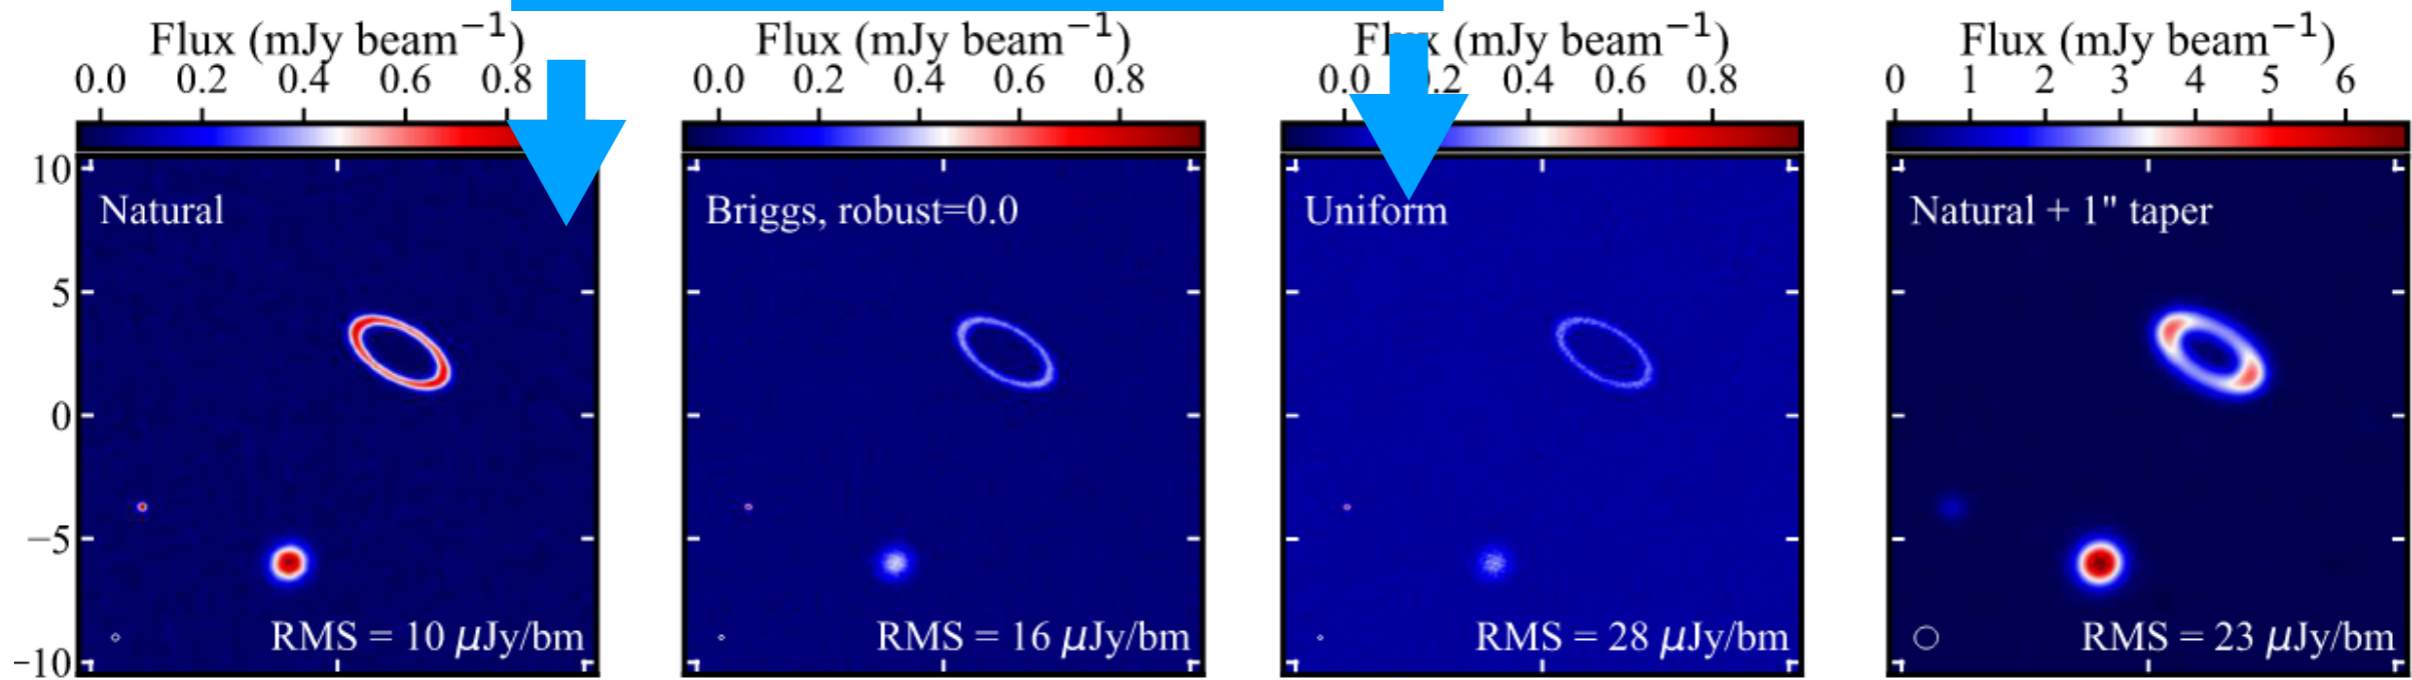 Flux (mJy beam⁻¹)
0.0 0.2 0.4 0.6 0.8
10
5
0
−5
−10
Natural
RMS = 10 μJy/bm
Flux (mJy beam⁻¹)
0.0 0.2 0.4 0.6 0.8
Briggs, robust=0.0
RMS = 16 μJy/bm
(mJy beam⁻¹)
0.0 0.4 0.6 0.8
Uniform
RMS = 28 μJy/bm
Flux (mJy beam⁻¹)
0 1 2 3 4 5 6
Natural + 1" taper
RMS = 23 μJy/bm